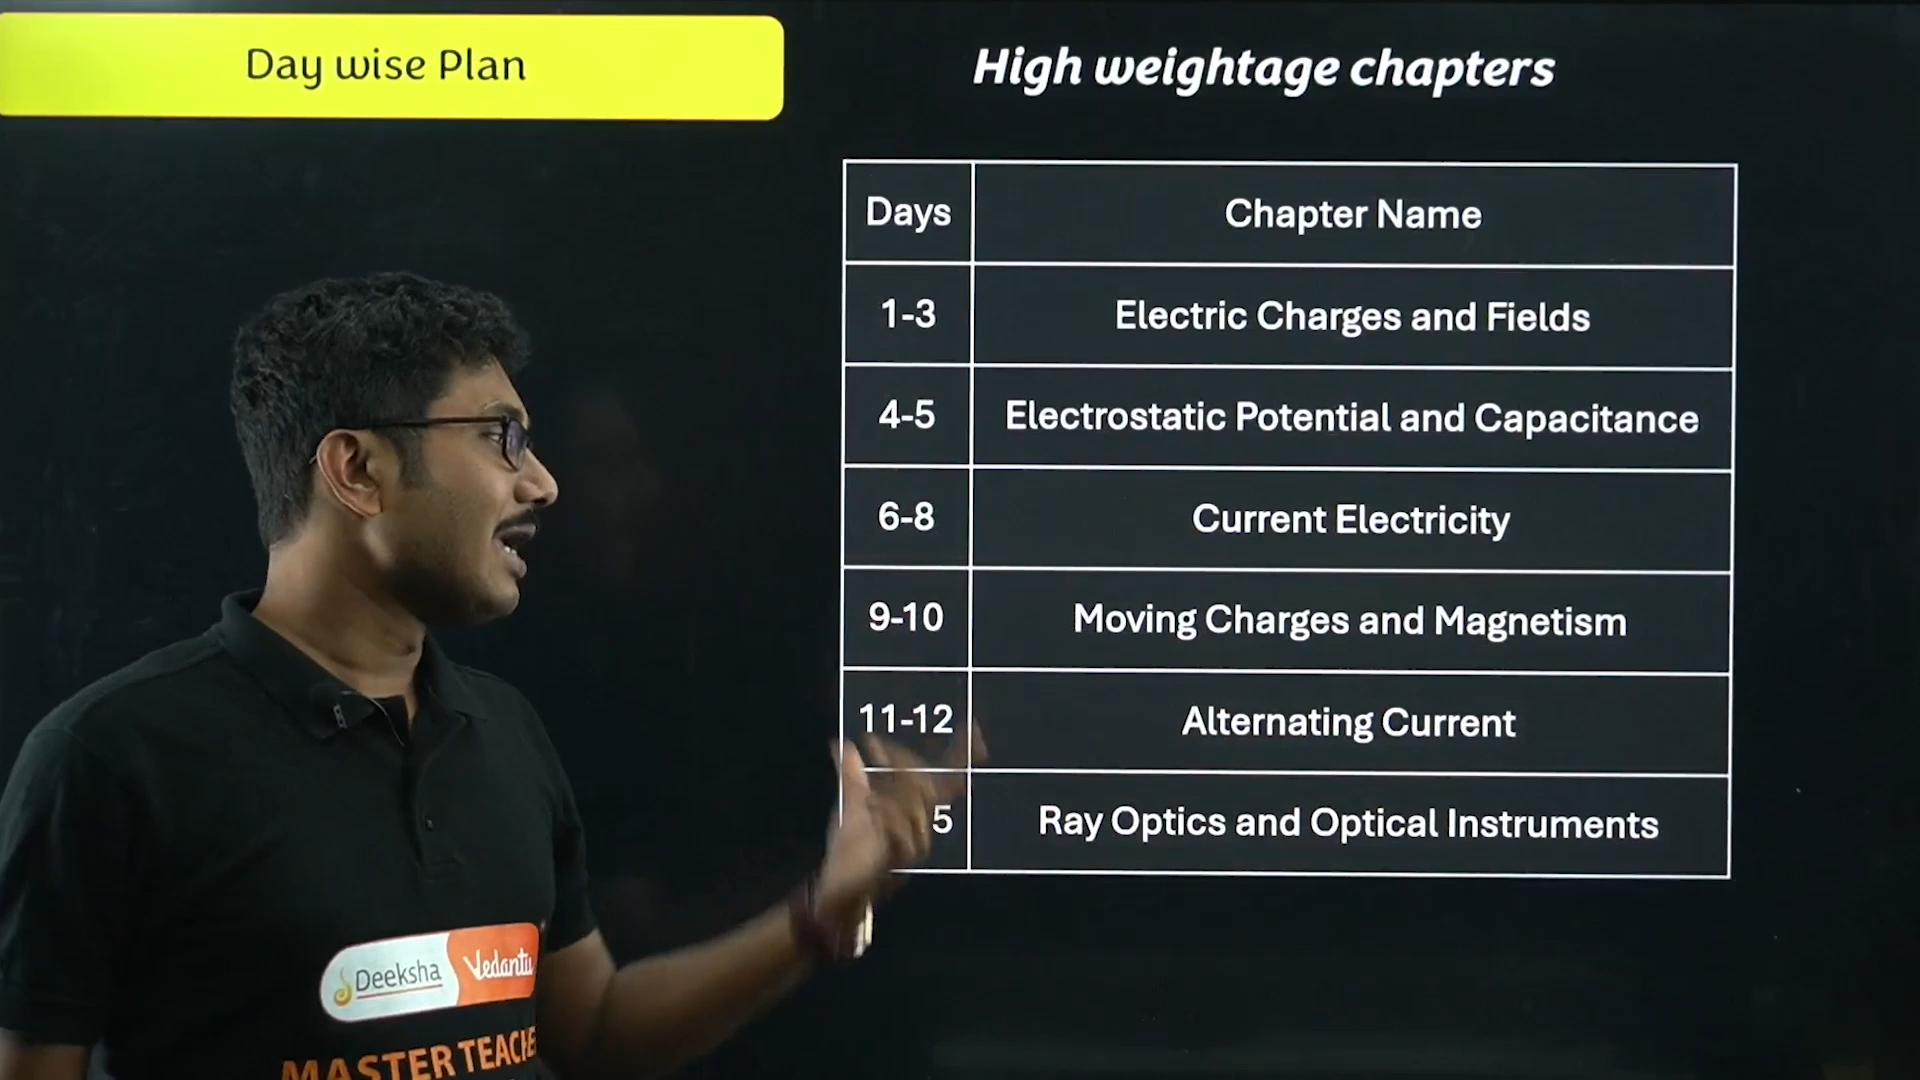 Day wise Plan
High weightage chapters
Days Chapter Name
1-3 Electric Charges and Fields
4-5 Electrostatic Potential and Capacitance
6-8 Current Electricity
9-10 Moving Charges and Magnetism
11-12 Alternating Current
5 Ray Optics and Optical Instruments
Deeksha Vedantu
MASTER TEACHE